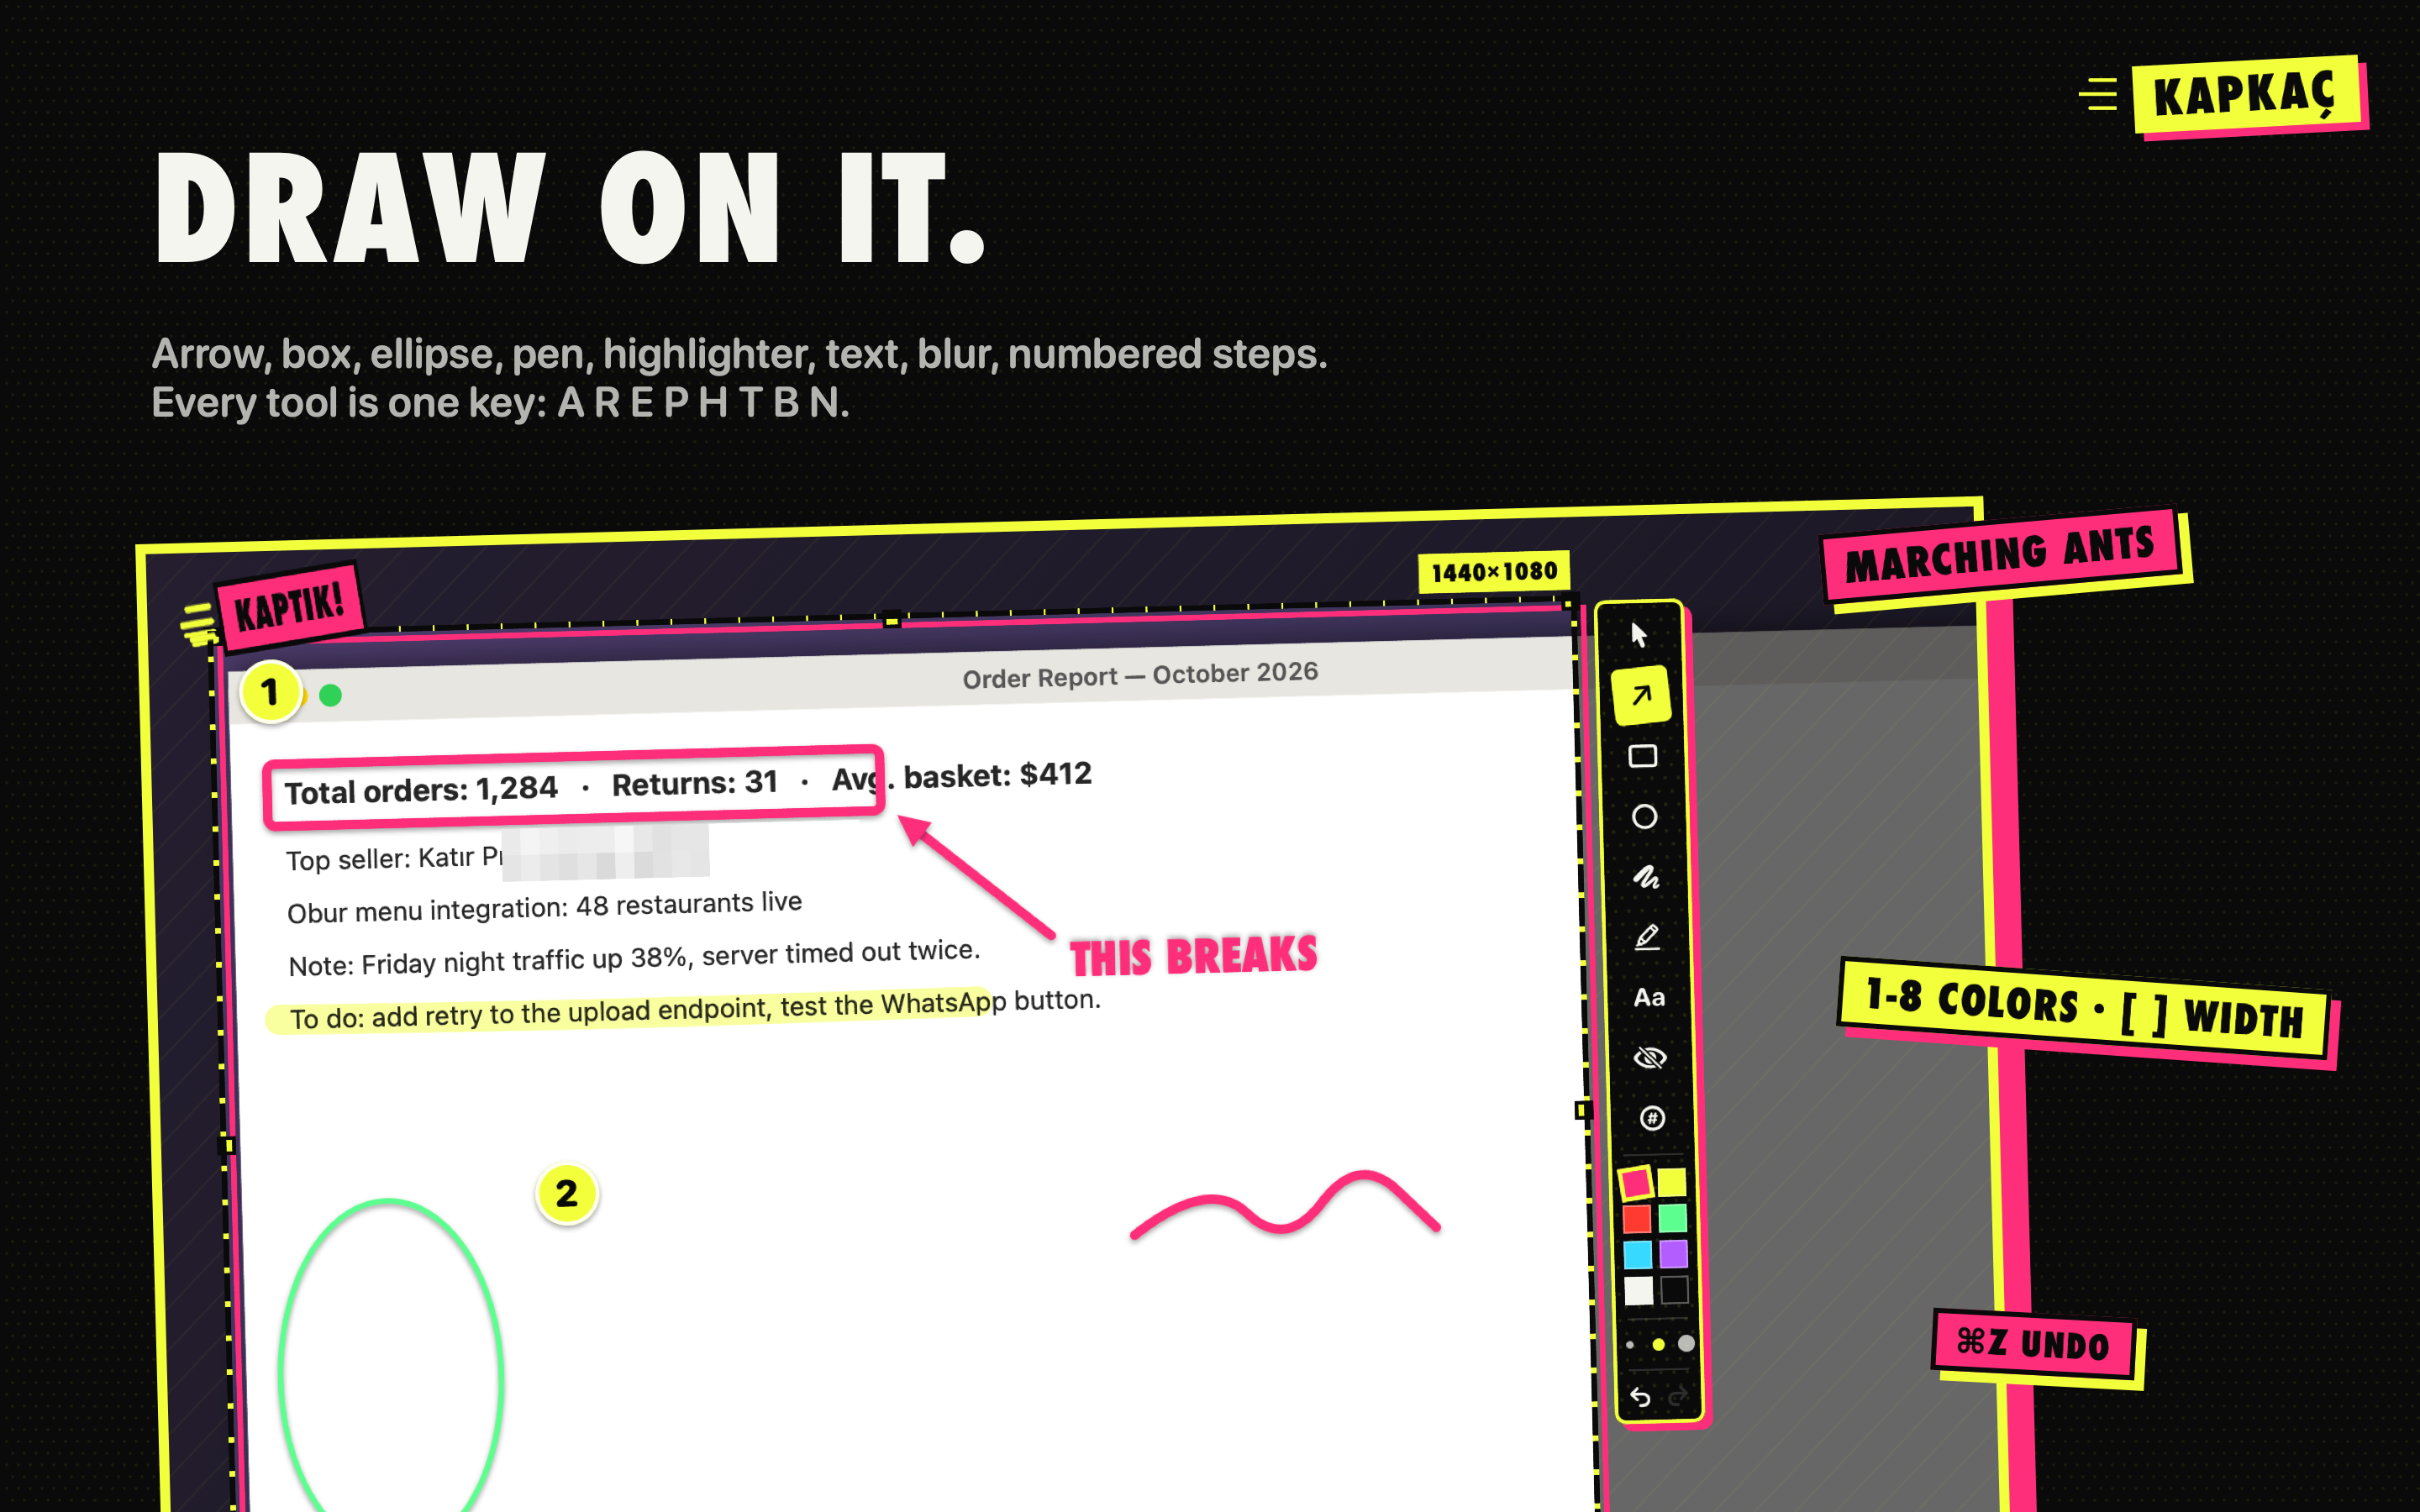 KAPKAÇ
DRAW ON IT.
Arrow, box, ellipse, pen, highlighter, text, blur, numbered steps.
Every tool is one key: A R E P H T B N.
MARCHING ANTS
1440×1080
KAPTIK!
1
Order Report — October 2026
Total orders: 1,284 · Returns: 31 · Avg. basket: $412
Top seller: Katır
Obur menu integration: 48 restaurants live
Note: Friday night traffic up 38%, server timed out twice.
THIS BREAKS
To do: add retry to the upload endpoint, test the WhatsApp button.
Aa
1-8 COLORS · [ ] WIDTH
#
2
⌘Z UNDO